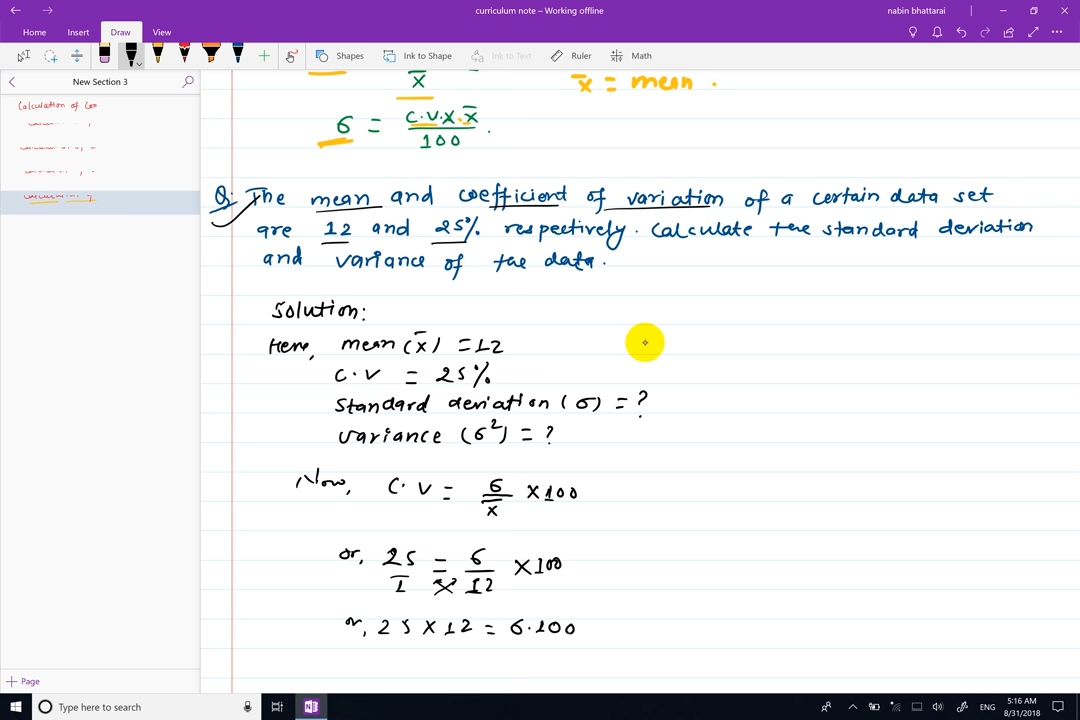 curriculum note – Working offline
nabin bhattarai
Home Insert Draw View
Shapes Ink to Shape Ink to Text Ruler Math
New Section 3
Calculation of Coe
x̄ x̄ = mean .
σ = C.V × x̄ / 100 .
Q: The mean and coefficient of variation of a certain data set
are 12 and 25% respectively. Calculate the standard deviation
and variance of the data.
Solution:
Here, mean (x̄) = 12
C.V = 25%
Standard deviation (σ) = ?
Variance (σ²) = ?
Now, C.V = σ / x̄ × 100
or, 25 / 1 = σ / 12 × 100
or, 25 × 12 = σ.100
+ Page
Type here to search
ENG
5:16 AM
8/31/2018